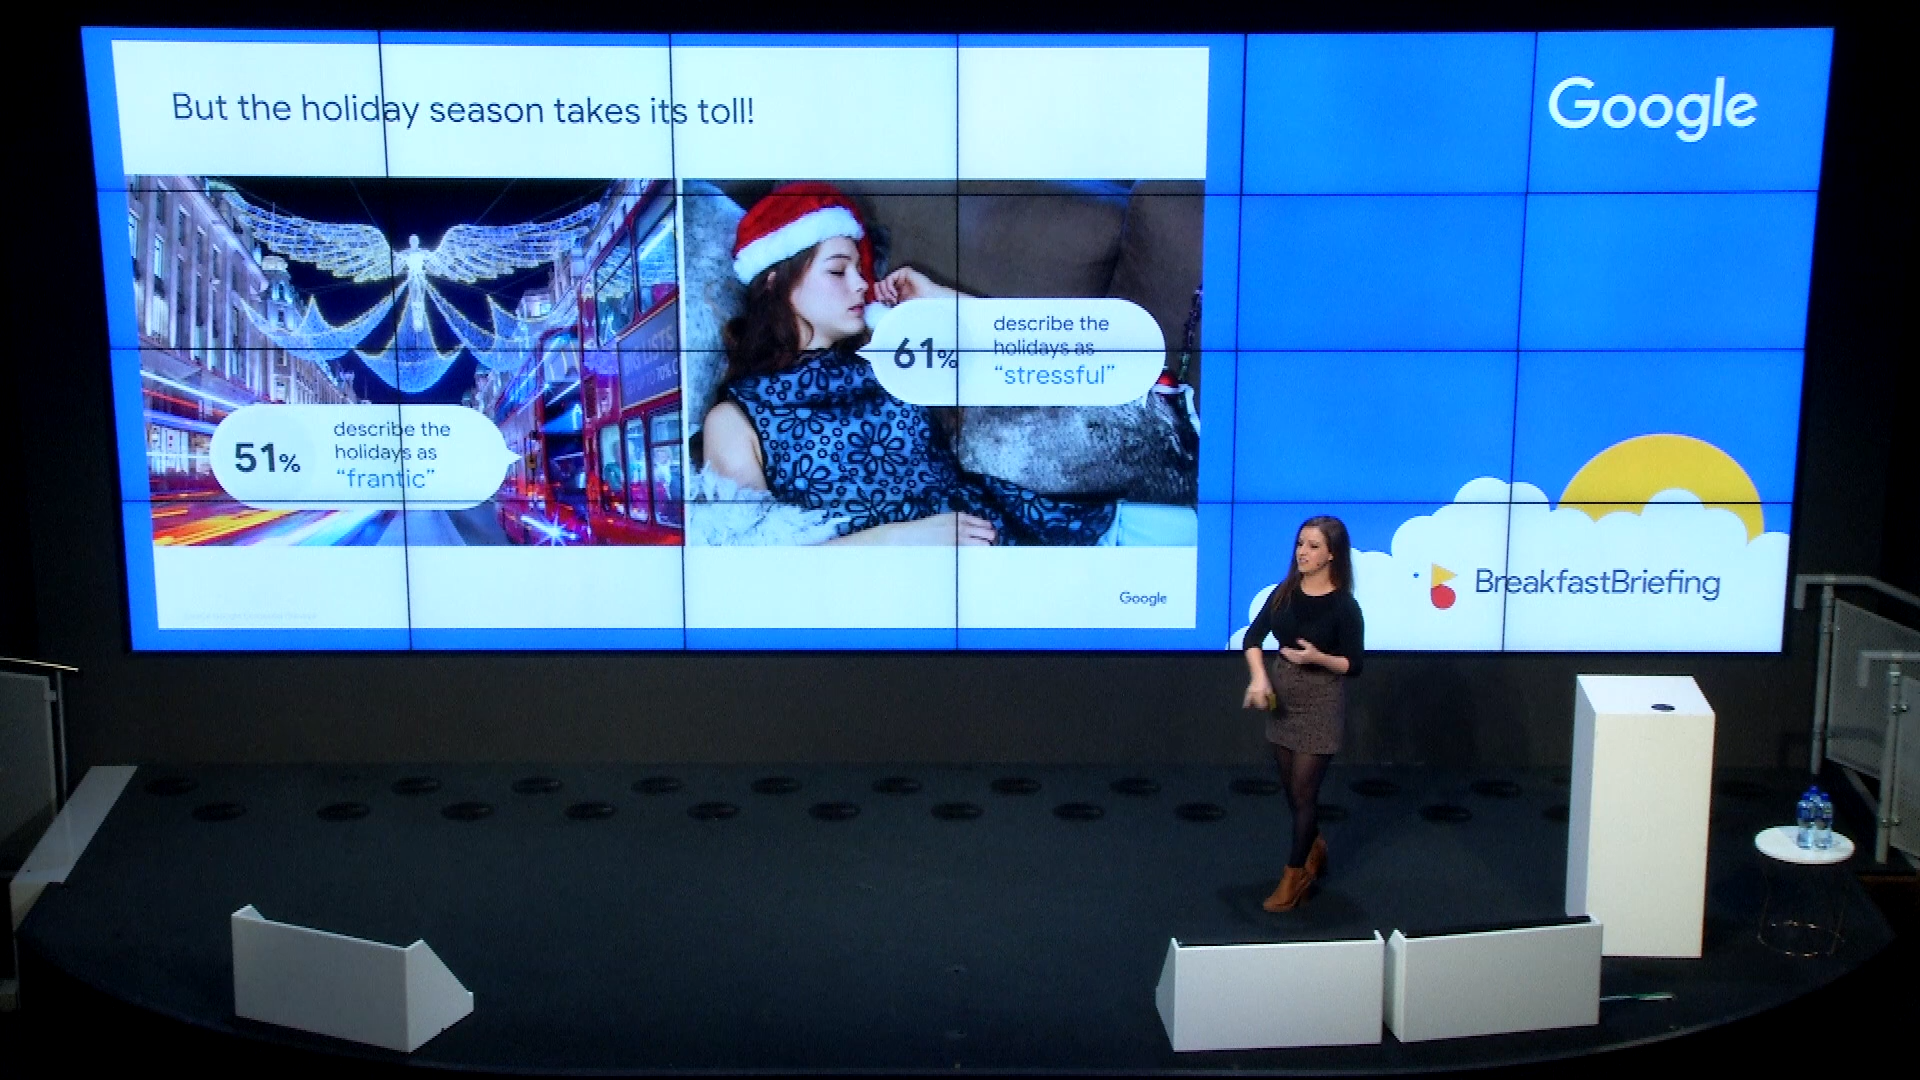 But the holiday season takes its toll!
Google
61%
describe the
holidays as
“stressful”
51%
describe the
holidays as
“frantic”
Google
BreakfastBriefing